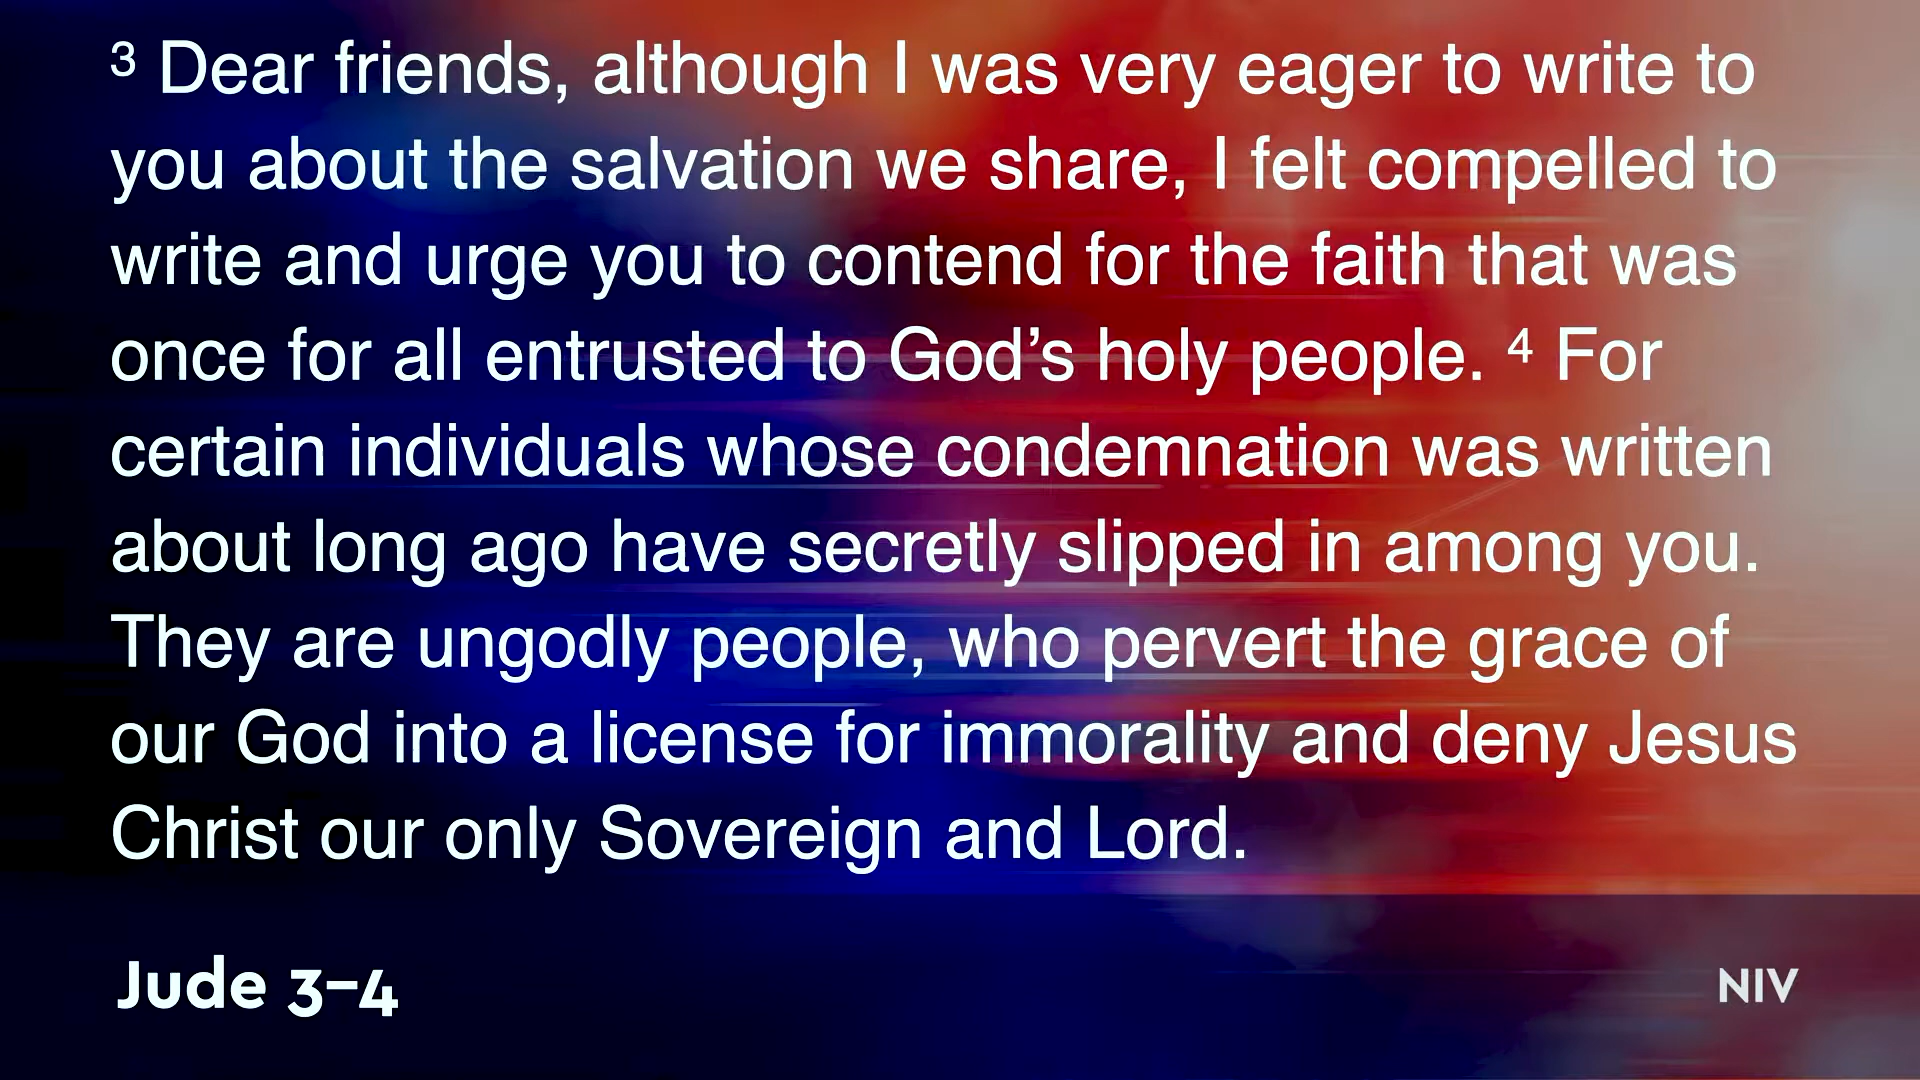 ³ Dear friends, although I was very eager to write to
you about the salvation we share, I felt compelled to
write and urge you to contend for the faith that was
once for all entrusted to God’s holy people. ⁴ For
certain individuals whose condemnation was written
about long ago have secretly slipped in among you.
They are ungodly people, who pervert the grace of
our God into a license for immorality and deny Jesus
Christ our only Sovereign and Lord.
Jude 3–4
NIV